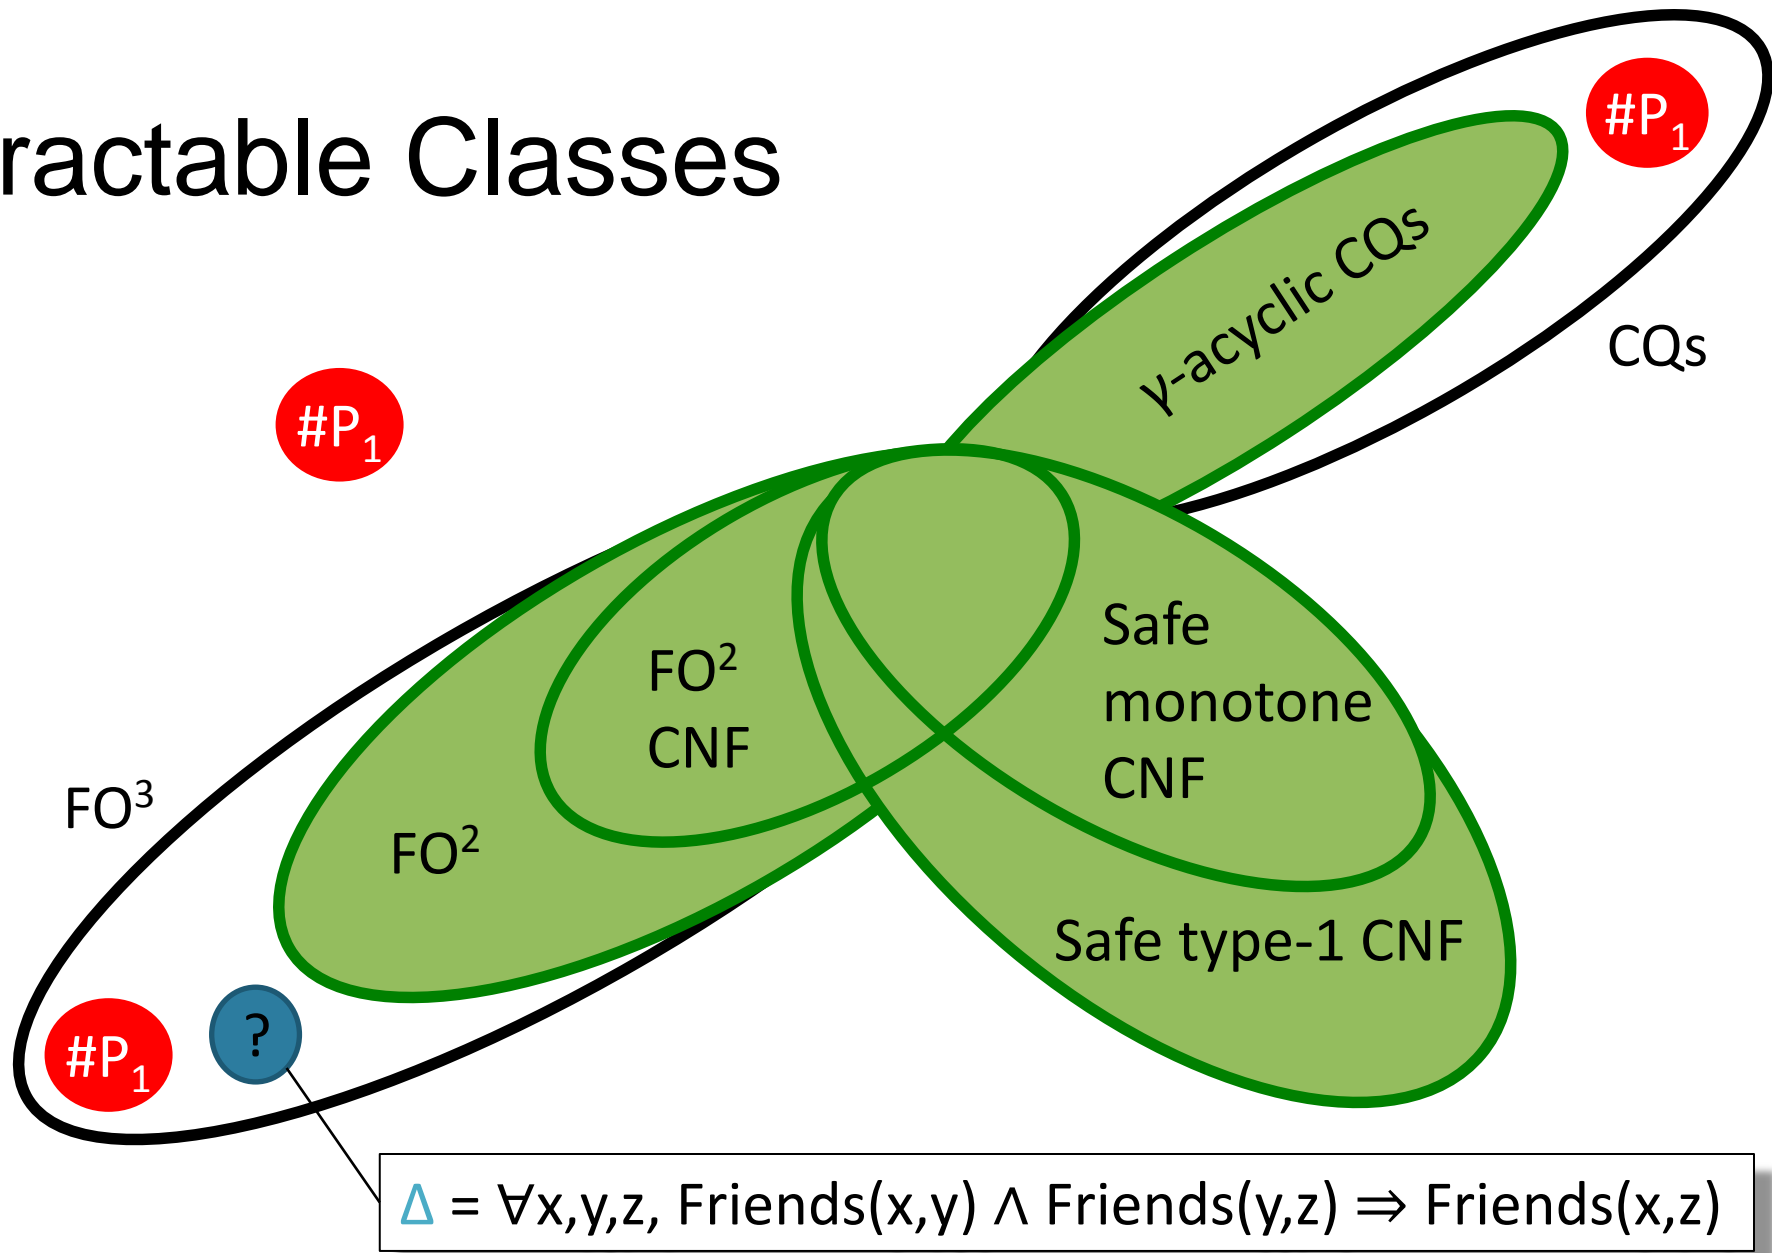 ractable Classes
#P₁
γ-acyclic CQs
CQs
#P₁
FO²
CNF
Safe
monotone
CNF
FO³
FO²
Safe type-1 CNF
#P₁
?
Δ = ∀x,y,z, Friends(x,y) ∧ Friends(y,z) ⇒ Friends(x,z)